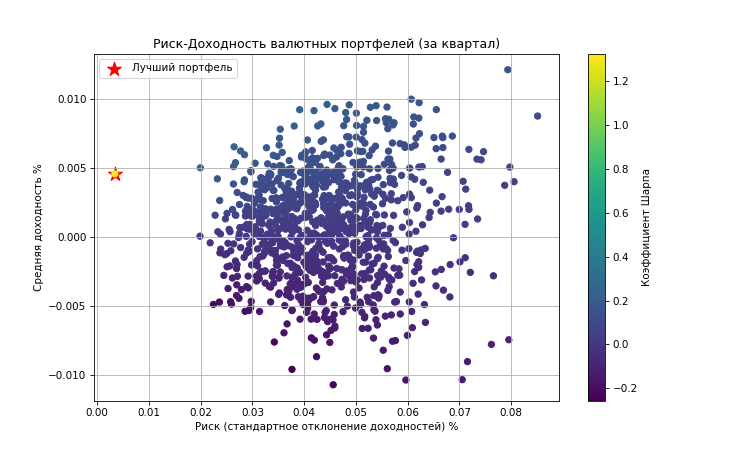 Риск-Доходность валютных портфелей (за квартал)
Лучший портфель
Средняя доходность %
0.010
0.005
0.000
−0.005
−0.010
0.00 0.01 0.02 0.03 0.04 0.05 0.06 0.07 0.08
Риск (стандартное отклонение доходностей) %
1.2
1.0
0.8
0.6
0.4
0.2
0.0
−0.2
Коэффициент Шарпа